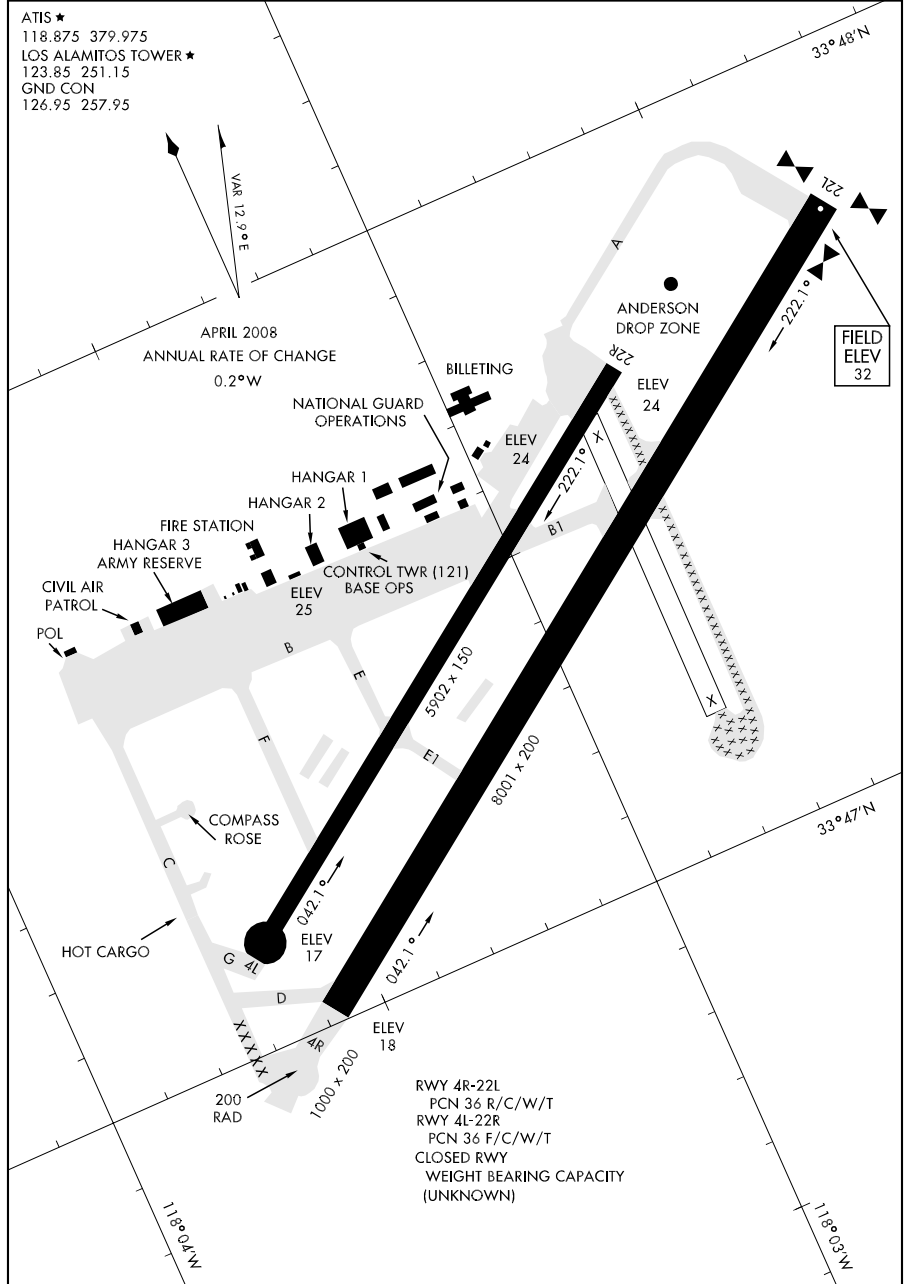 ATIS ★
118.875 379.975
LOS ALAMITOS TOWER ★
123.85 251.15
GND CON
126.95 257.95
33°48'N
VAR 12.9°E
22L
A
ANDERSON
DROP ZONE
222.1°
APRIL 2008
ANNUAL RATE OF CHANGE
0.2°W
FIELD
ELEV
32
22R
BILLETING
ELEV
24
NATIONAL GUARD
OPERATIONS
ELEV
24
X
222.1°
HANGAR 1
HANGAR 2
B1
FIRE STATION
HANGAR 3
ARMY RESERVE
CONTROL TWR (121)
BASE OPS
ELEV
25
CIVIL AIR
PATROL
POL
B
E
5902 x 150
X
F
E1
8001 x 200
33°47'N
COMPASS
ROSE
C
042.1°
HOT CARGO
ELEV
17
G
4L
042.1°
D
XXXXX
ELEV
18
4R
1000 x 200
200
RAD
RWY 4R-22L
PCN 36 R/C/W/T
RWY 4L-22R
PCN 36 F/C/W/T
CLOSED RWY
WEIGHT BEARING CAPACITY
(UNKNOWN)
118°04'W
118°03'W